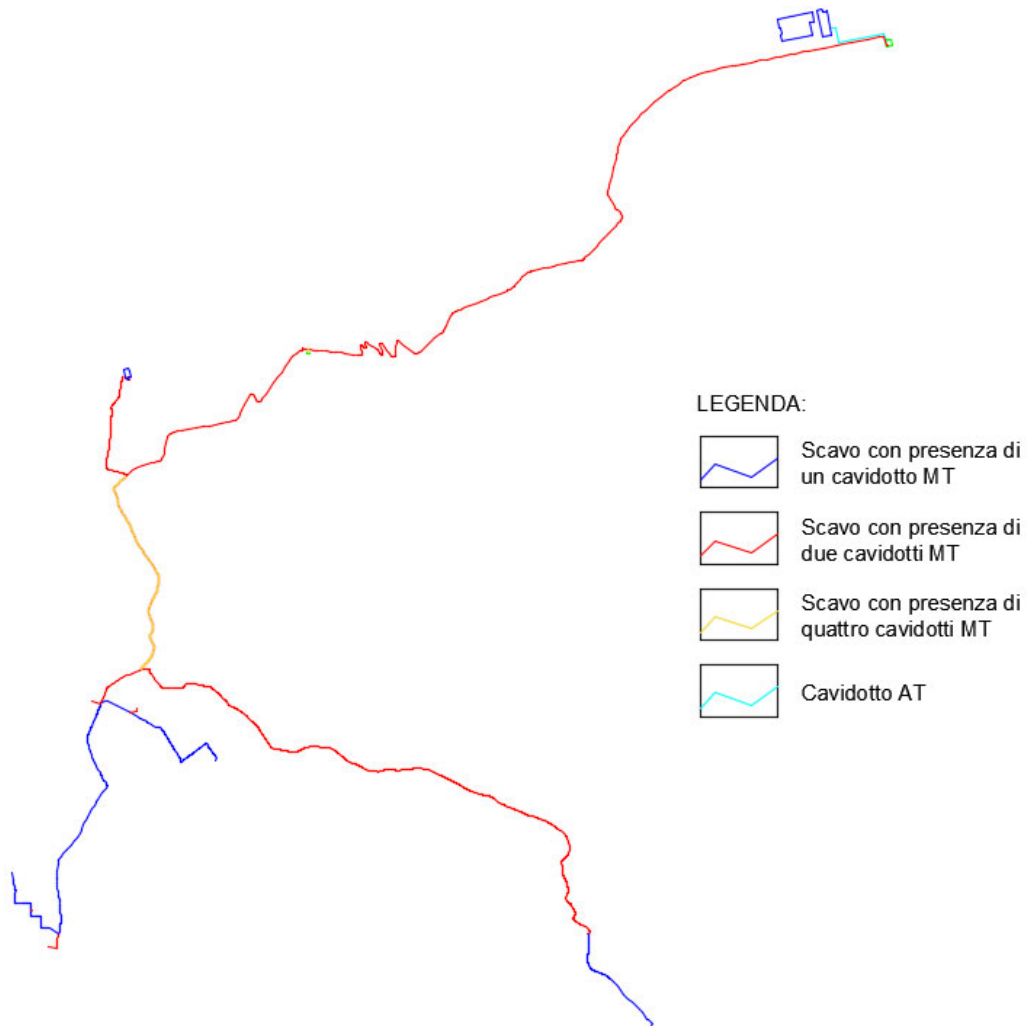 LEGENDA:
Scavo con presenza di
un cavidotto MT
Scavo con presenza di
due cavidotti MT
Scavo con presenza di
quattro cavidotti MT
Cavidotto AT